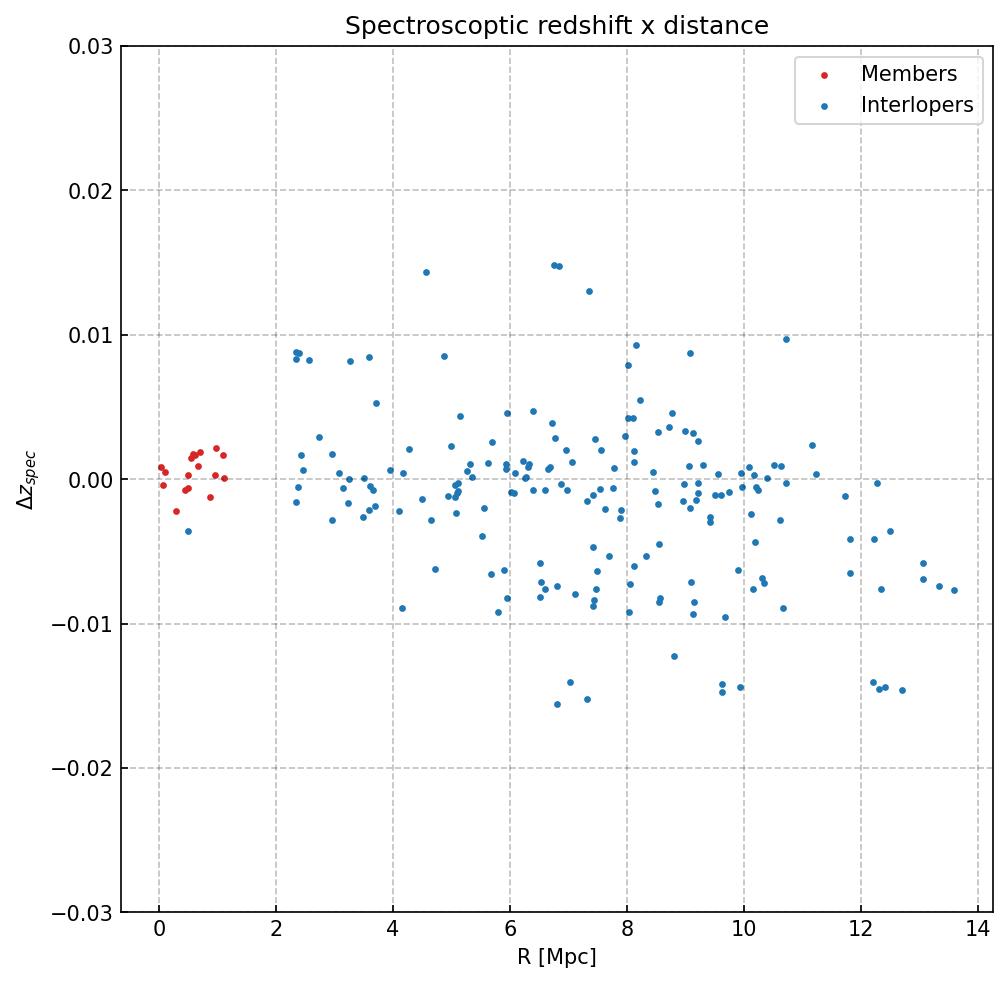 Spectroscoptic redshift x distance
Members
Interlopers
0.03
0.02
0.01
0.00
−0.01
−0.02
−0.03
Δz_spec
0 2 4 6 8 10 12 14
R [Mpc]